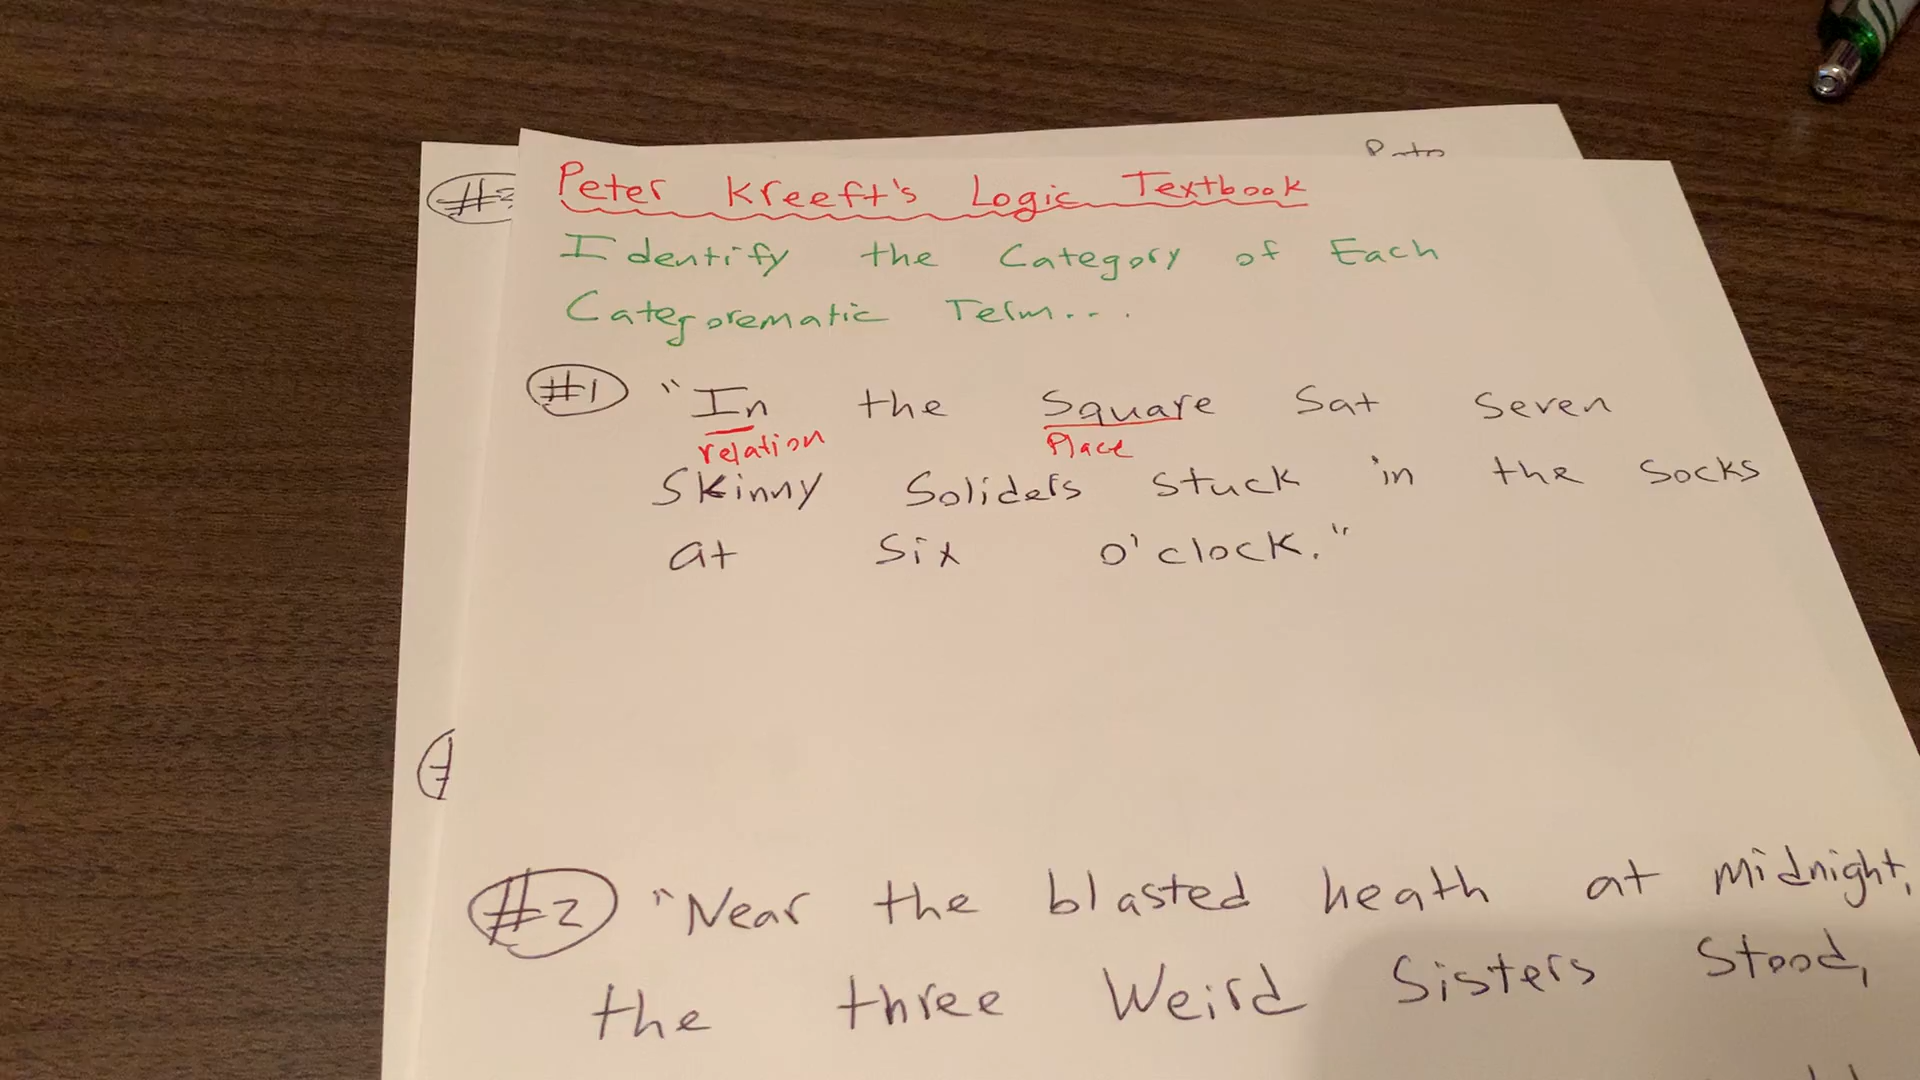 Peter Kreeft's Logic Textbook
Identify the Category of Each
Categorematic Term...
#1 "In the Square Sat Seven
relation Place
Skinny Soliders stuck in the Socks
at Six o'clock."
#2 "Near the blasted heath at midnight,
the three Weird Sisters Stood,